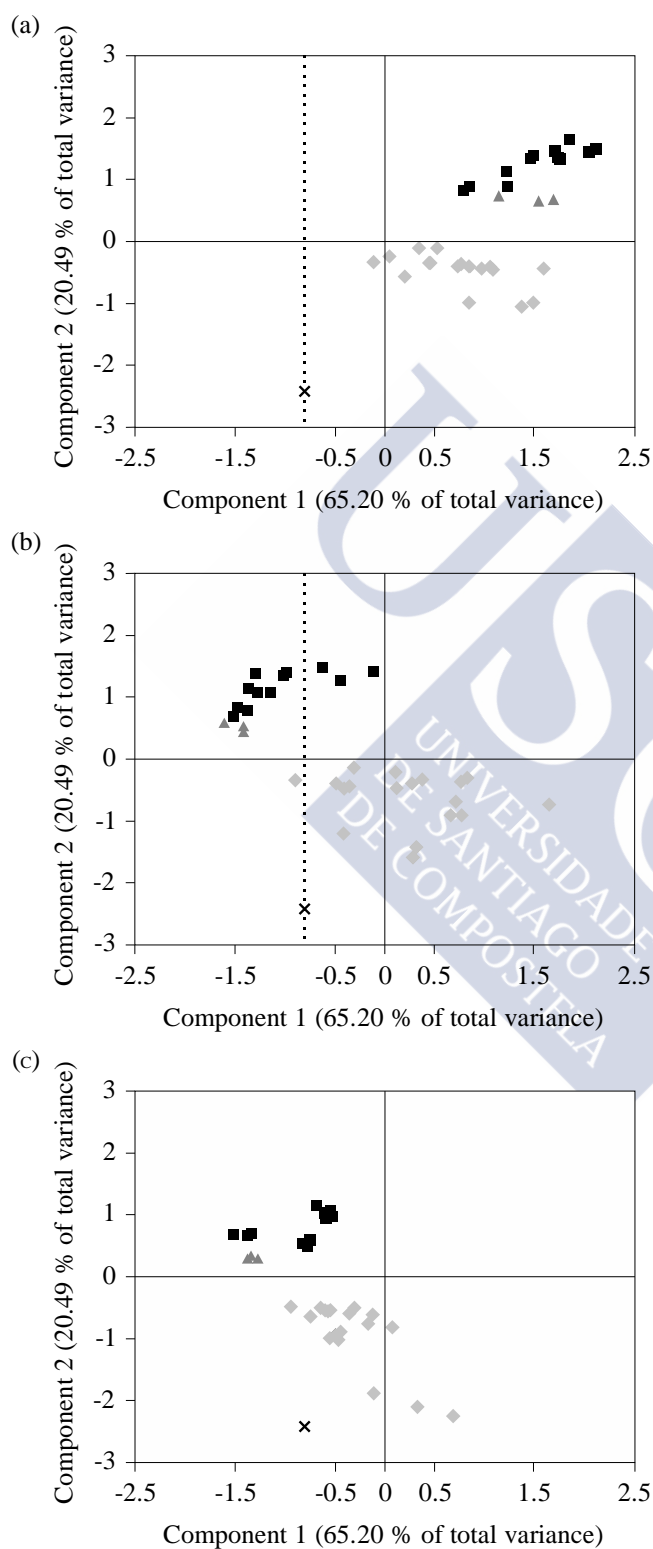 (a)
3
2
1
0
-1
-2
-3
-2.5 -1.5 -0.5 0 0.5 1.5 2.5
Component 2 (20.49 % of total variance)
Component 1 (65.20 % of total variance)
(b)
3
2
1
0
-1
-2
-3
-2.5 -1.5 -0.5 0 0.5 1.5 2.5
Component 2 (20.49 % of total variance)
Component 1 (65.20 % of total variance)
(c)
3
2
1
0
-1
-2
-3
-2.5 -1.5 -0.5 0 0.5 1.5 2.5
Component 2 (20.49 % of total variance)
Component 1 (65.20 % of total variance)
USC
UNIVERSIDADE
DE SANTIAGO
DE COMPOSTELA